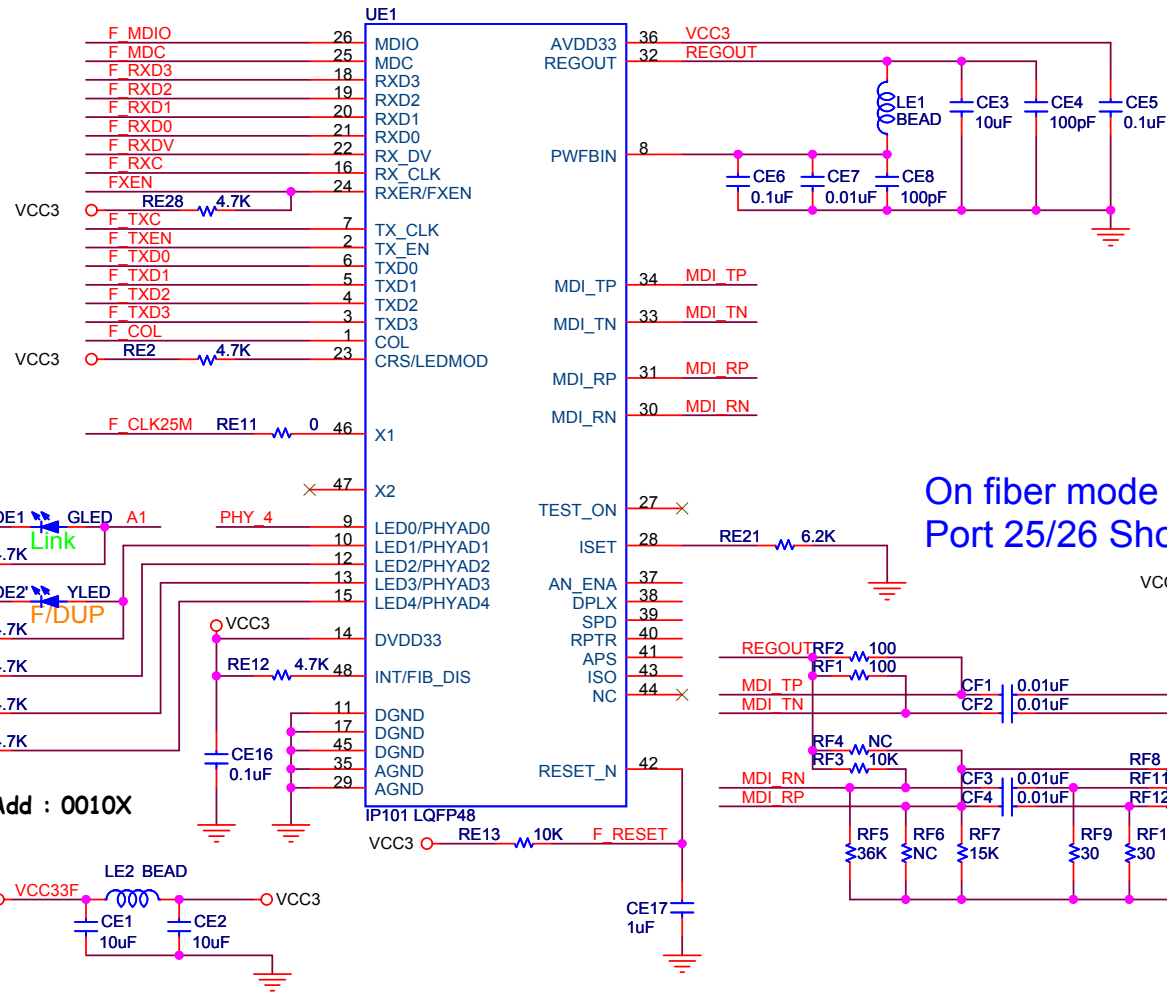 UE1
F_MDIO 26 MDIO
F_MDC 25 MDC
F_RXD3 18 RXD3
F_RXD2 19 RXD2
F_RXD1 20 RXD1
F_RXD0 21 RXD0
F_RXDV 22 RX_DV
F_RXC 16 RX_CLK
FXEN 24 RXER/FXEN
VCC3 RE28 4.7K
F_TXC 7 TX_CLK
F_TXEN 2 TX_EN
F_TXD0 6 TXD0
F_TXD1 5 TXD1
F_TXD2 4 TXD2
F_TXD3 3 TXD3
F_COL 1 COL
VCC3 RE2 4.7K 23 CRS/LEDMOD
F_CLK25M RE11 0 46 X1
47 X2
GLED A1 PHY_4 9 LED0/PHYAD0
Link
10 LED1/PHYAD1
12 LED2/PHYAD2
13 LED3/PHYAD3
15 LED4/PHYAD4
YLED
F/DUP
VCC3
14 DVDD33
RE12 4.7K 48 INT/FIB_DIS
11 DGND
17 DGND
45 DGND
35 AGND
29 AGND
CE16
0.1uF
: 0010X
IP101 LQFP48
AVDD33 36 VCC3
REGOUT 32 REGOUT
LE1
BEAD
CE3
10uF
CE4
100pF
CE5
0.1uF
PWFBIN 8
CE6
0.1uF
CE7
0.01uF
CE8
100pF
MDI_TP 34 MDI_TP
MDI_TN 33 MDI_TN
MDI_RP 31 MDI_RP
MDI_RN 30 MDI_RN
TEST_ON 27
ISET 28 RE21 6.2K
AN_ENA 37
DPLX 38
SPD 39
RPTR 40
APS 41
ISO 43
NC 44
RESET_N 42
On fiber mode
Port 25/26
REGOUT RF2 100
RF1 100
MDI_TP CF1 0.01uF
MDI_TN CF2 0.01uF
RF4 NC
RF3 10K
RF8
MDI_RN CF3 0.01uF RF11
MDI_RP CF4 0.01uF RF12
RF5
36K
RF6
NC
RF7
15K
RF9
30
30
VCC3 RE13 10K F_RESET
CE17
1uF
LE2 BEAD
VCC33F VCC3
CE1
10uF
CE2
10uF